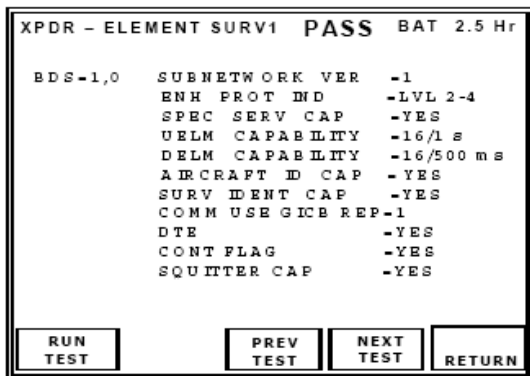 XPDR – ELEMENT SURV1 PASS BAT 2.5 Hr
BDS=1,0 SUBNETWORK VER -1
ENH PROT IND -LVL 2-4
SPEC SERV CAP -YES
UELM CAPABILITY -16/1 s
DELM CAPABILITY -16/500 ms
AIRCRAFT ID CAP -YES
SURV IDENT CAP -YES
COMM USE GICB REP-1
DTE -YES
CONT FLAG -YES
SQUITTER CAP -YES
RUN TEST
PREV TEST
NEXT TEST
RETURN